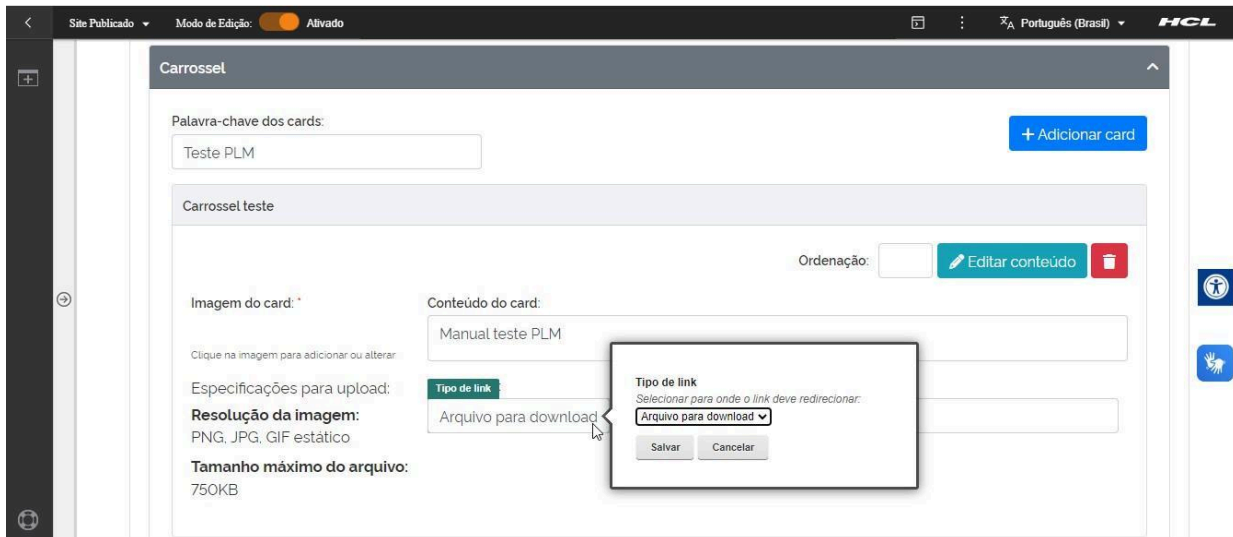 Site Publicado
Modo de Edição: Ativado
Português (Brasil)
HCL
Carrossel
Palavra-chave dos cards:
Teste PLM
+ Adicionar card
Carrossel teste
Ordenação:
Editar conteúdo
Imagem do card: *
Conteúdo do card:
Manual teste PLM
Clique na imagem para adicionar ou alterar
Especificações para upload:
Tipo de link
Resolução da imagem:
Arquivo para download
PNG, JPG, GIF estático
Tamanho máximo do arquivo:
750KB
Tipo de link
Selecionar para onde o link deve redirecionar:
Arquivo para download
Salvar Cancelar